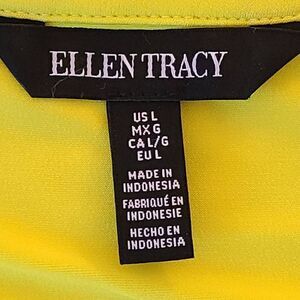 ELLEN TRACY
US L
MX G
CA L/G
EU L
MADE IN
INDONESIA
FABRIQUÉ EN
INDONESIE
HECHO EN
INDONESIA